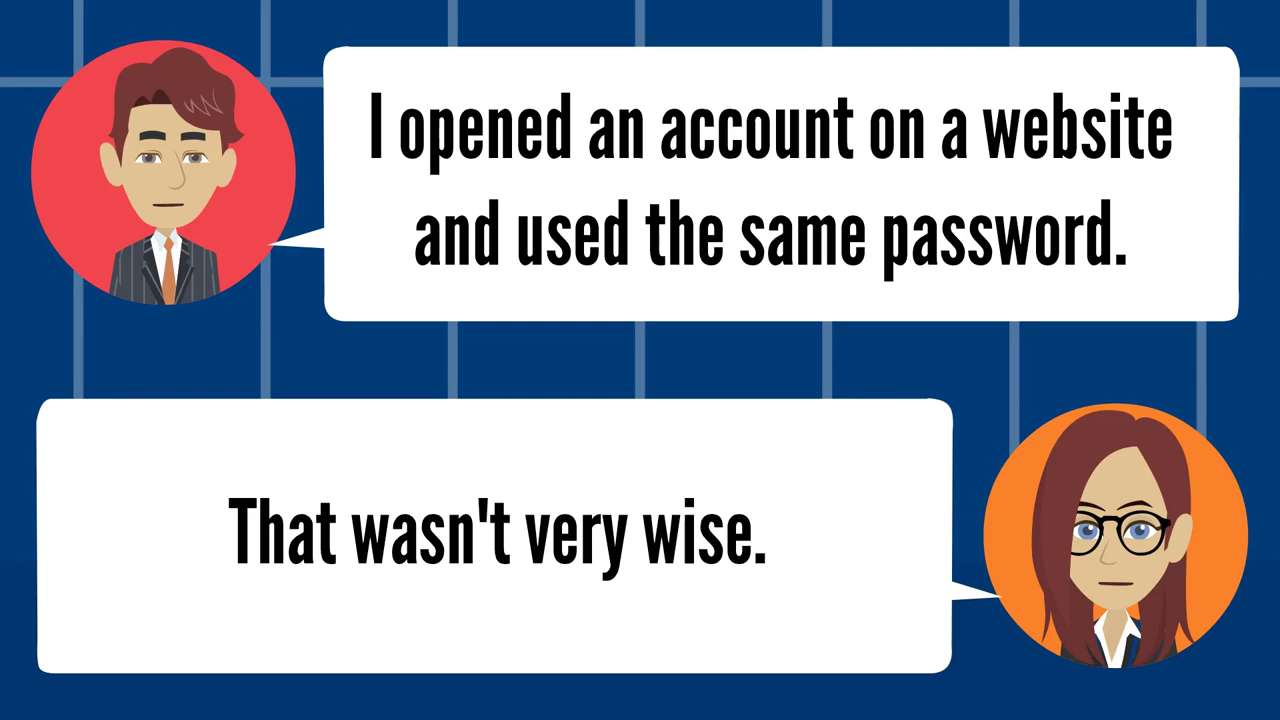 I opened an account on a website
and used the same password.
That wasn't very wise.